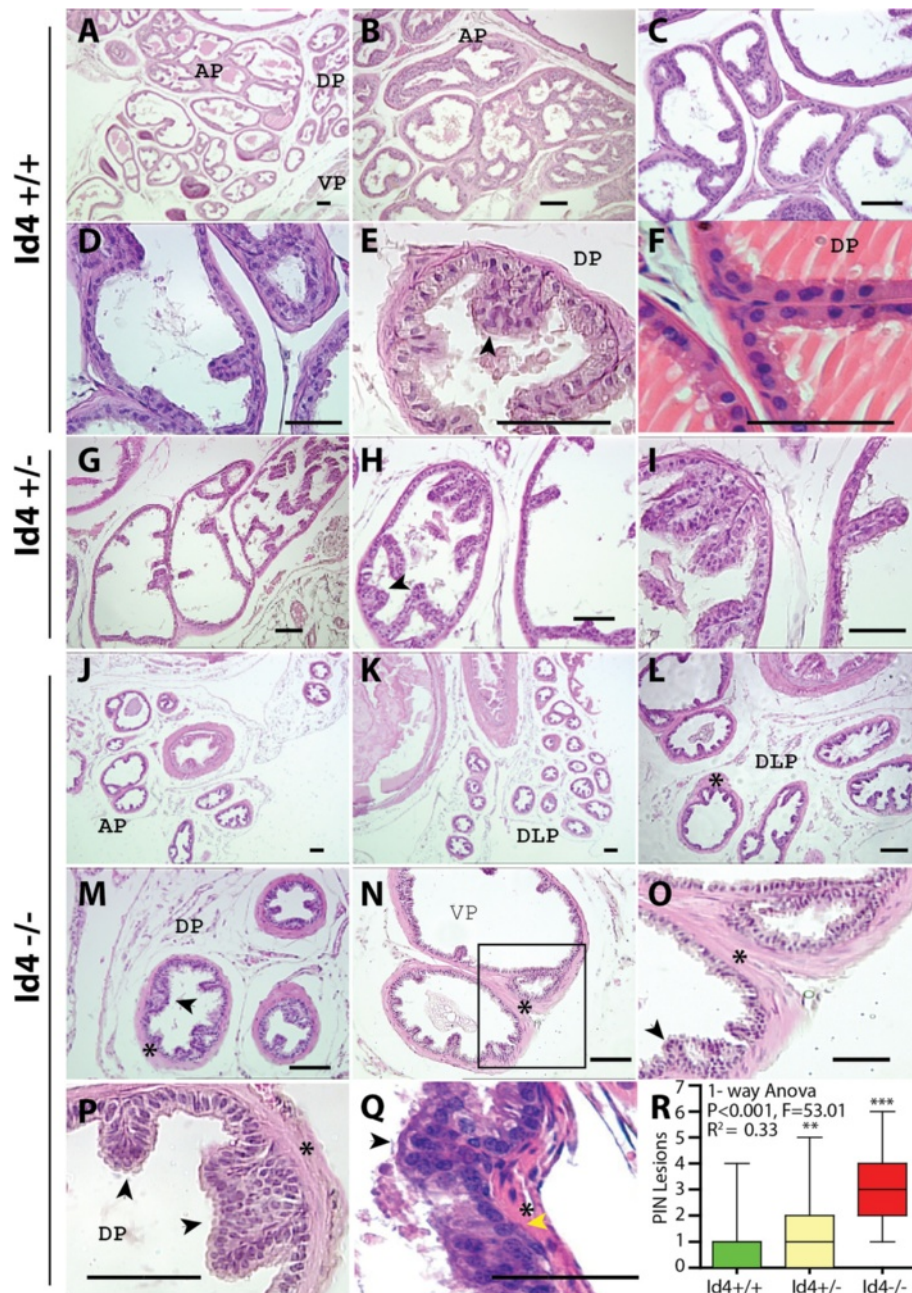 Id4 +/+
A
AP
DP
VP
B
AP
C
D
E
DP
F
DP
Id4 +/-
G
H
I
Id4 -/-
J
AP
K
DLP
L
DLP
*
M
DP
*
N
VP
*
O
*
P
DP
*
Q
*
R
1- way Anova
P<0.001, F=53.01
R²= 0.33
**
***
PIN Lesions
7
6
5
4
3
2
1
0
Id4+/+
Id4+/-
Id4-/-